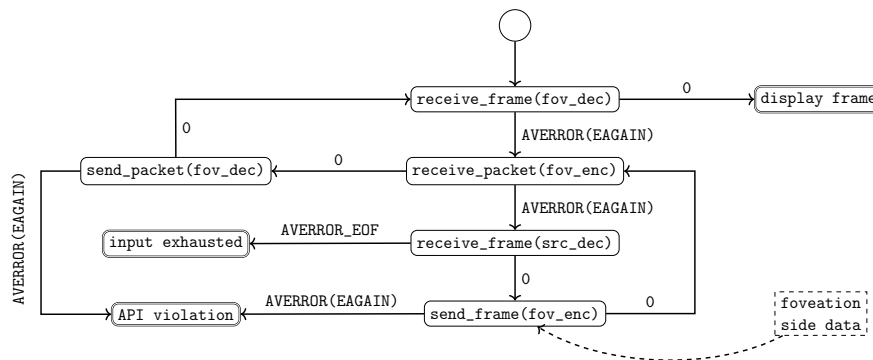 receive_frame(fov_dec)
0
display frame
0
AVERROR(EAGAIN)
send_packet(fov_dec)
0
receive_packet(fov_enc)
AVERROR(EAGAIN)
AVERROR(EAGAIN)
input exhausted
AVERROR_EOF
receive_frame(src_dec)
0
API violation
AVERROR(EAGAIN)
send_frame(fov_enc)
0
foveation
side data